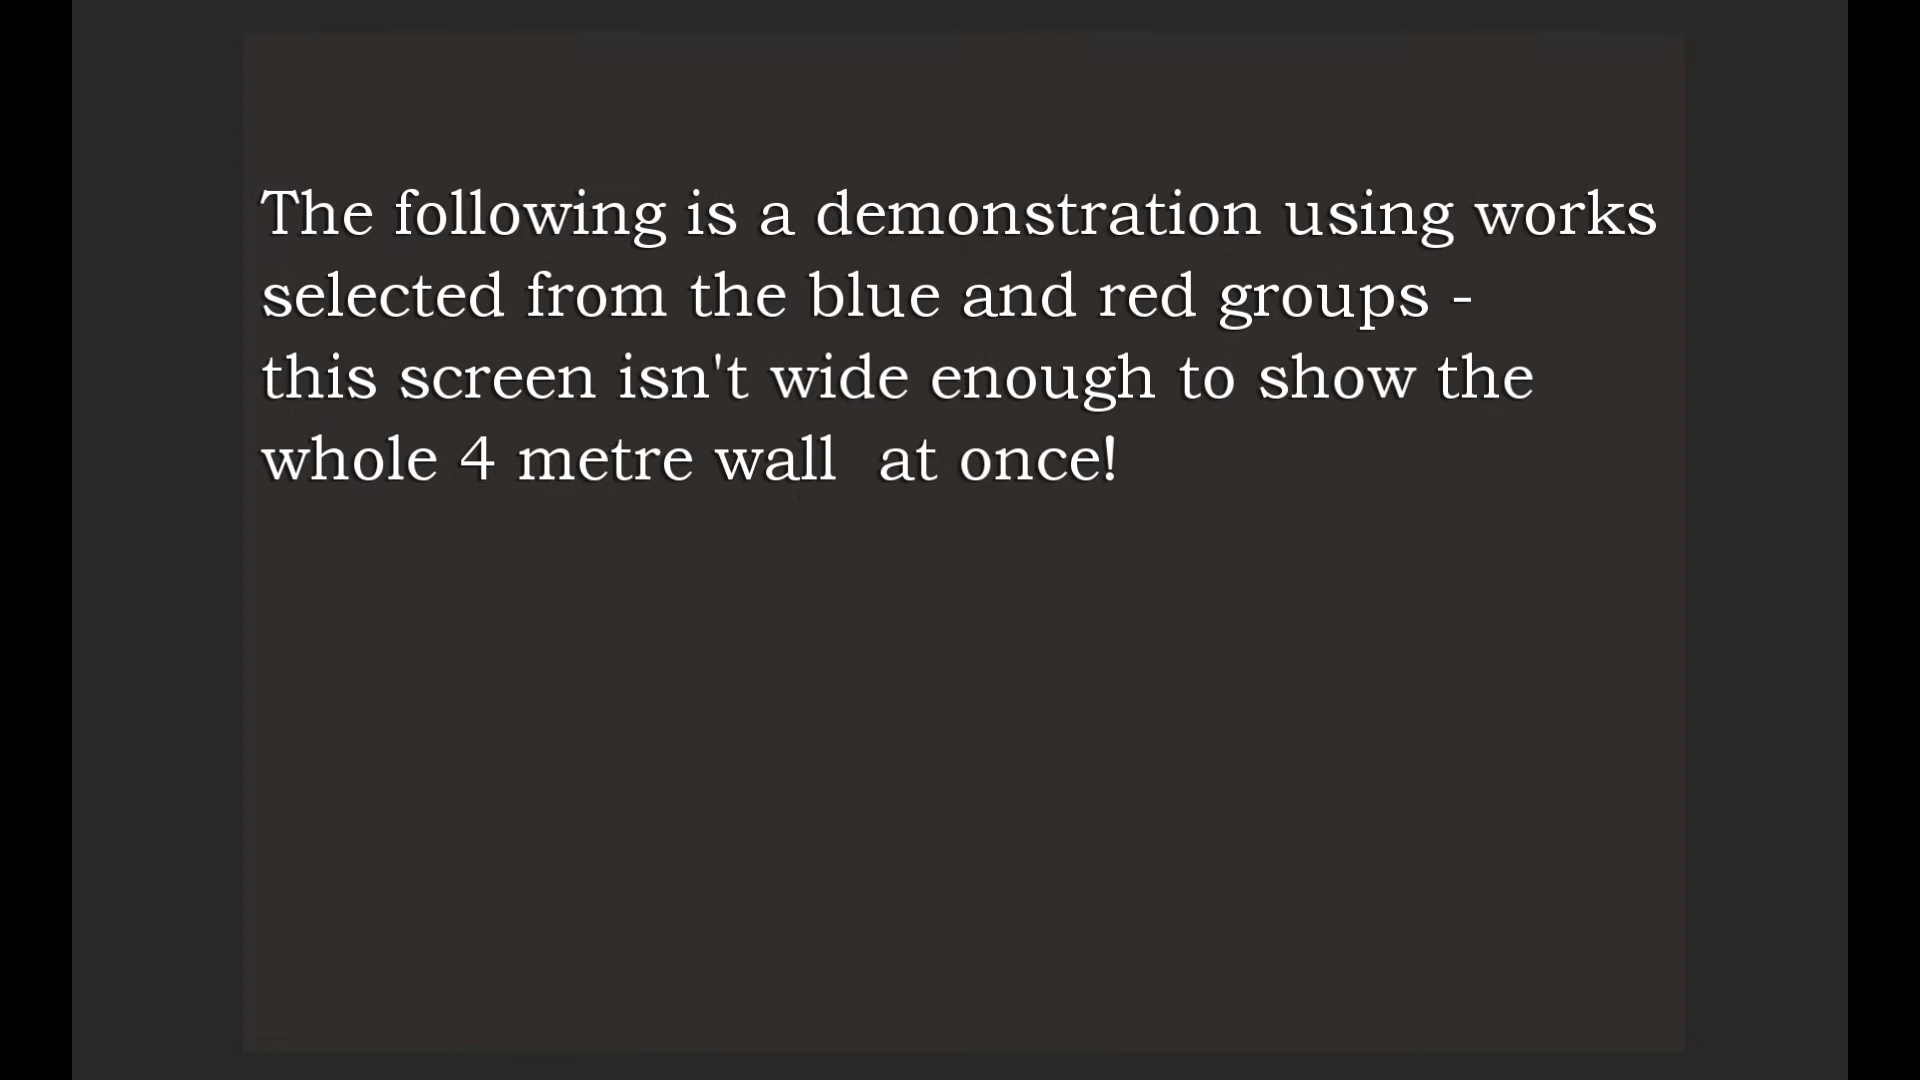 The following is a demonstration using works
selected from the blue and red groups -
this screen isn't wide enough to show the
whole 4 metre wall  at once!